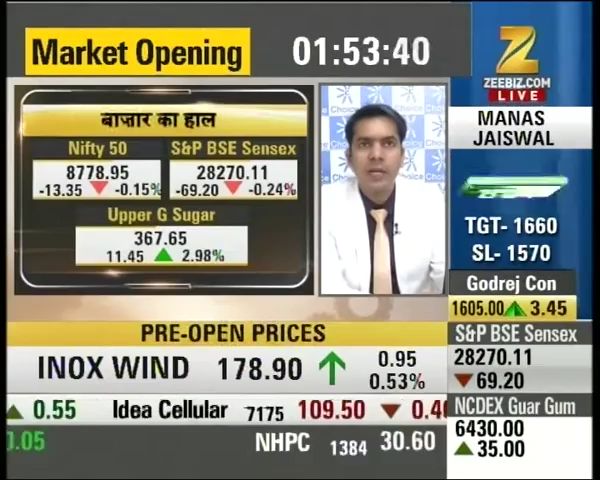 Market Opening
01:53:40
Z
ZEEBIZ.COM
LIVE
बाज़ार का हाल
Nifty 50
8778.95
-13.35 -0.15%
S&P BSE Sensex
28270.11
-69.20 -0.24%
Upper G Sugar
367.65
11.45 2.98%
Choice
MANAS
JAISWAL
TGT- 1660
SL- 1570
Godrej Con
1605.00 3.45
PRE-OPEN PRICES
INOX WIND 178.90 0.95
0.53%
S&P BSE Sensex
28270.11
69.20
0.55 Idea Cellular 7175 109.50
NCDEX Guar Gum
6430.00
35.00
0.05 NHPC 1384 30.60